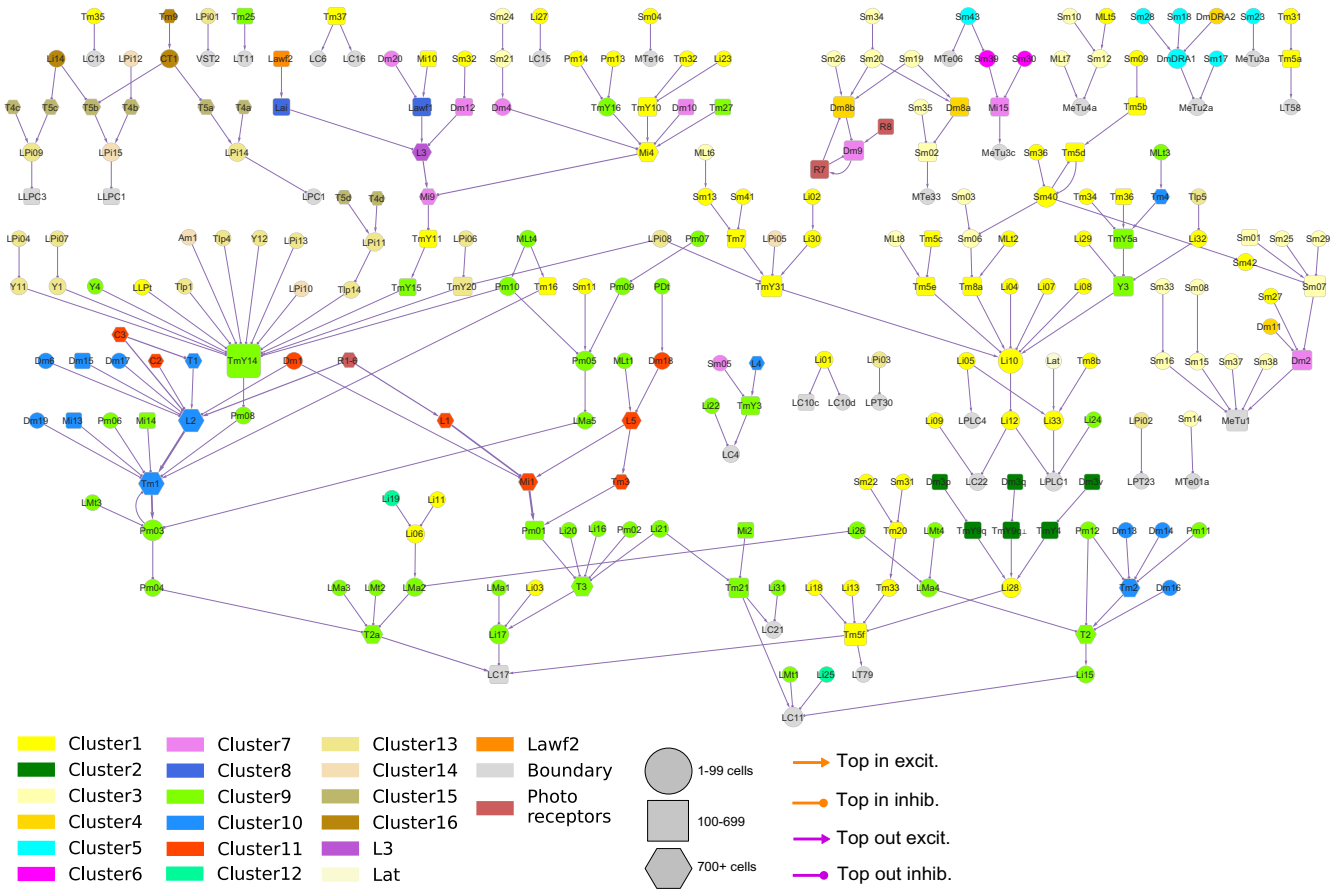 Tm35 Tm9 LPi01 Tm25 Tm37 Sm24 Li27 Sm04 Sm34 Sm43 Sm10 MLt5 Sm28 Sm18 DmDRA2 Sm23 Tm31
Li14 LPi12 CT1 LC13 VST2 LT11 Lawf2 LC6 LC16 Dm20 Mi10 Sm32 Sm21 LC15 MTe16 Pm14 Pm13 Tm32 Li23 Sm26 Sm20 Sm19 MTe06 Sm39 Sm30 MLt7 Sm12 Sm09 DmDRA1 Sm17 MeTu3a Tm5a
T4c T5c T5b T4b T5a T4a Lai Lawf1 Dm12 Dm4 TmY16 TmY10 Dm10 Tm27 Dm8b Sm35 Dm8a Mi15 MeTu4a Tm5b MeTu2a LT58
LPi09 LPi15 LPi14 L3 Mi4 MLt6 R8 Dm9 R7 Sm02 MeTu3c Sm36 Tm5d MLt3
LLPC3 LLPC1 LPC1 T5d T4d Mi9 Sm13 Sm41 Li02 MTe33 Sm03 Sm40 Tm34 Tm36 Tm4 Tlp5
LPi04 LPi07 Am1 Tlp4 Y12 LPi13 LPi11 TmY11 LPi06 MLt4 LPi08 Pm07 Tm7 LPi05 Li30 MLt8 Tm5c Sm06 MLt2 Li29 TmY5a Li32 Sm01 Sm25 Sm29
Y11 Y1 Y4 LLPt Tlp1 LPi10 Tlp14 TmY15 TmY20 Pm10 Tm16 Sm11 Pm09 PDt TmY31 Tm5e Tm8a Li04 Li07 Li08 Y3 Sm42 Sm33 Sm08 Sm27 Sm07
C3 Dm11
Dm6 Dm15 Dm17 C2 T1 TmY14 Dm1 R1-6 Pm05 MLt1 Dm18 Sm05 L4 Li01 LPi03 Li10 Li05 Lat Tm8b Sm16 Sm15 Sm37 Sm38 Dm2
Dm19 Mi13 Pm06 Mi14 L2 Pm08 L1 LMa5 L5 Li22 TmY3 LC10c LC10d LPT30 Li09 LPLC4 Li12 Li33 Li24 LPi02 Sm14 MeTu1
LC4
Tm1 Mi1 Tm3 Sm22 Sm31 Dm3p Dm3q Dm3v LC22 LPLC1 LPT23 MTe01a
LMt3 Pm03 Li19 Li11 Li06 Pm01 Li20 Li16 Pm02 Li21 Mi2 Li26 Tm20 LMt4 TmY9q TmY9q⊥ TmY4 Pm12 Dm13 Dm14 Pm11
Pm04 LMa3 LMt2 LMa2 LMa1 Li03 T3 Tm21 Li31 Li18 Li13 Tm33 LMa4 Li28 Tm2 Dm16
T2a Li17 LC21 Tm5f T2
LC17 LMt1 Li25 LT79 Li15
LC11
Cluster1 Cluster7 Cluster13 Lawf2
Cluster2 Cluster8 Cluster14 Boundary
Cluster3 Cluster9 Cluster15 Photo
receptors
Cluster4 Cluster10 Cluster16
Cluster5 Cluster11 L3
Cluster6 Cluster12 Lat
1-99 cells
100-699
700+ cells
Top in excit.
Top in inhib.
Top out excit.
Top out inhib.